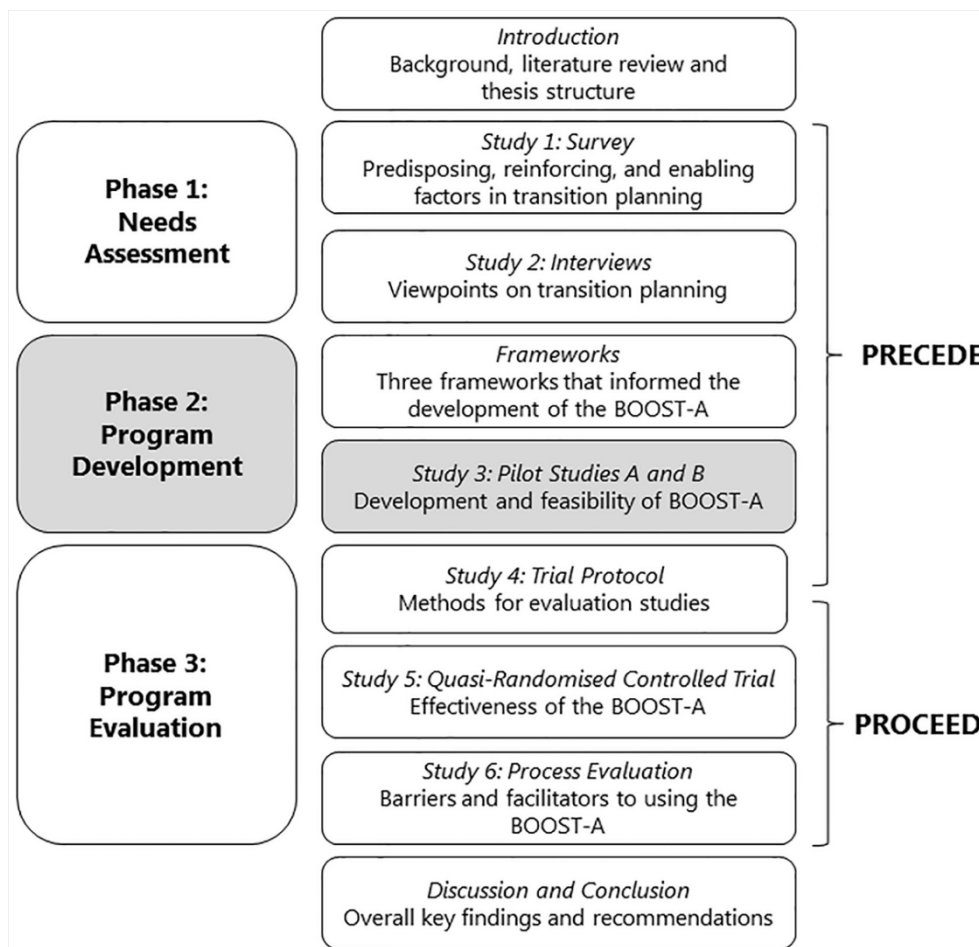 Introduction
Background, literature review and
thesis structure
Phase 1:
Needs
Assessment
Study 1: Survey
Predisposing, reinforcing, and enabling
factors in transition planning
Study 2: Interviews
Viewpoints on transition planning
Phase 2:
Program
Development
Frameworks
Three frameworks that informed the
development of the BOOST-A
Study 3: Pilot Studies A and B
Development and feasibility of BOOST-A
PRECEDE
Phase 3:
Program
Evaluation
Study 4: Trial Protocol
Methods for evaluation studies
Study 5: Quasi-Randomised Controlled Trial
Effectiveness of the BOOST-A
Study 6: Process Evaluation
Barriers and facilitators to using the
BOOST-A
PROCEED
Discussion and Conclusion
Overall key findings and recommendations